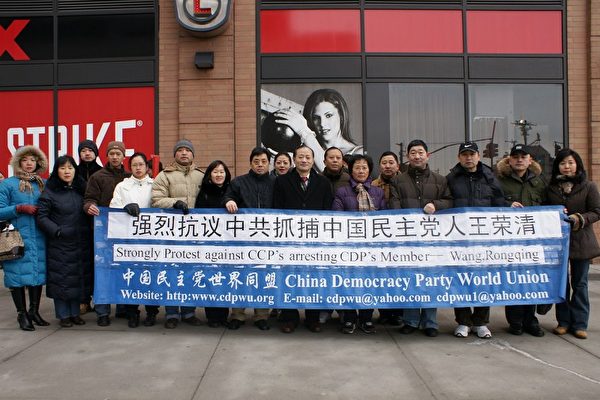 X
L
STRIKE
强烈抗议中共抓捕中国民主党人王荣清
Strongly Protest against CCP's arresting CDP's Member— Wang.Rongqing
中国民主党世界同盟 China Democracy Party World Union
Website: http:www.cdpwu.org E-mail: cdpwu@yahoo.com cdpwu1@yahoo.com